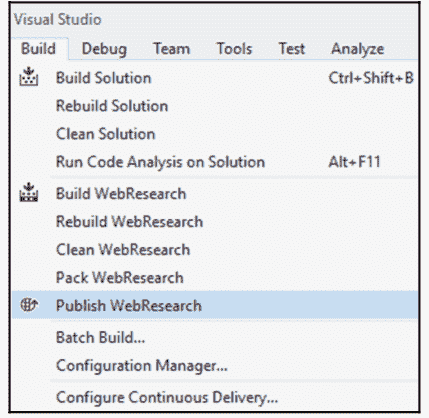 Visual Studio
Build Debug Team Tools Test Analyze
Build Solution Ctrl+Shift+B
Rebuild Solution
Clean Solution
Run Code Analysis on Solution Alt+F11
Build WebResearch
Rebuild WebResearch
Clean WebResearch
Pack WebResearch
Publish WebResearch
Batch Build...
Configuration Manager...
Configure Continuous Delivery...